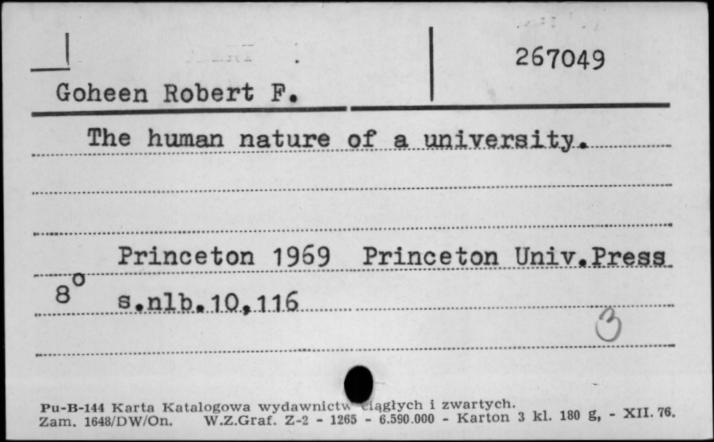 267049
Goheen Robert F.
The human nature of a university.
Princeton 1969 Princeton Univ.Press
8° s.nlb.10,116
3
Pu-B-144 Karta Katalogowa wydawnictw ciągłych i zwartych.
Zam. 1648/DW/On. W.Z.Graf. Z-2 - 1265 - 6.590.000 - Karton 3 kl. 180 g, - XII. 76.